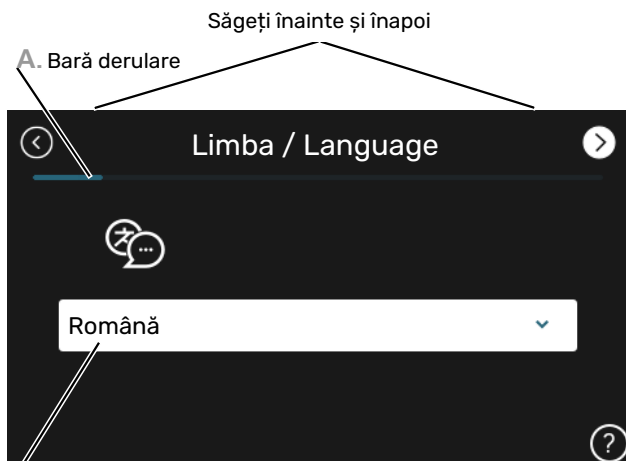 Săgeți înainte și înapoi
A. Bară derulare
Limba / Language
Română
?